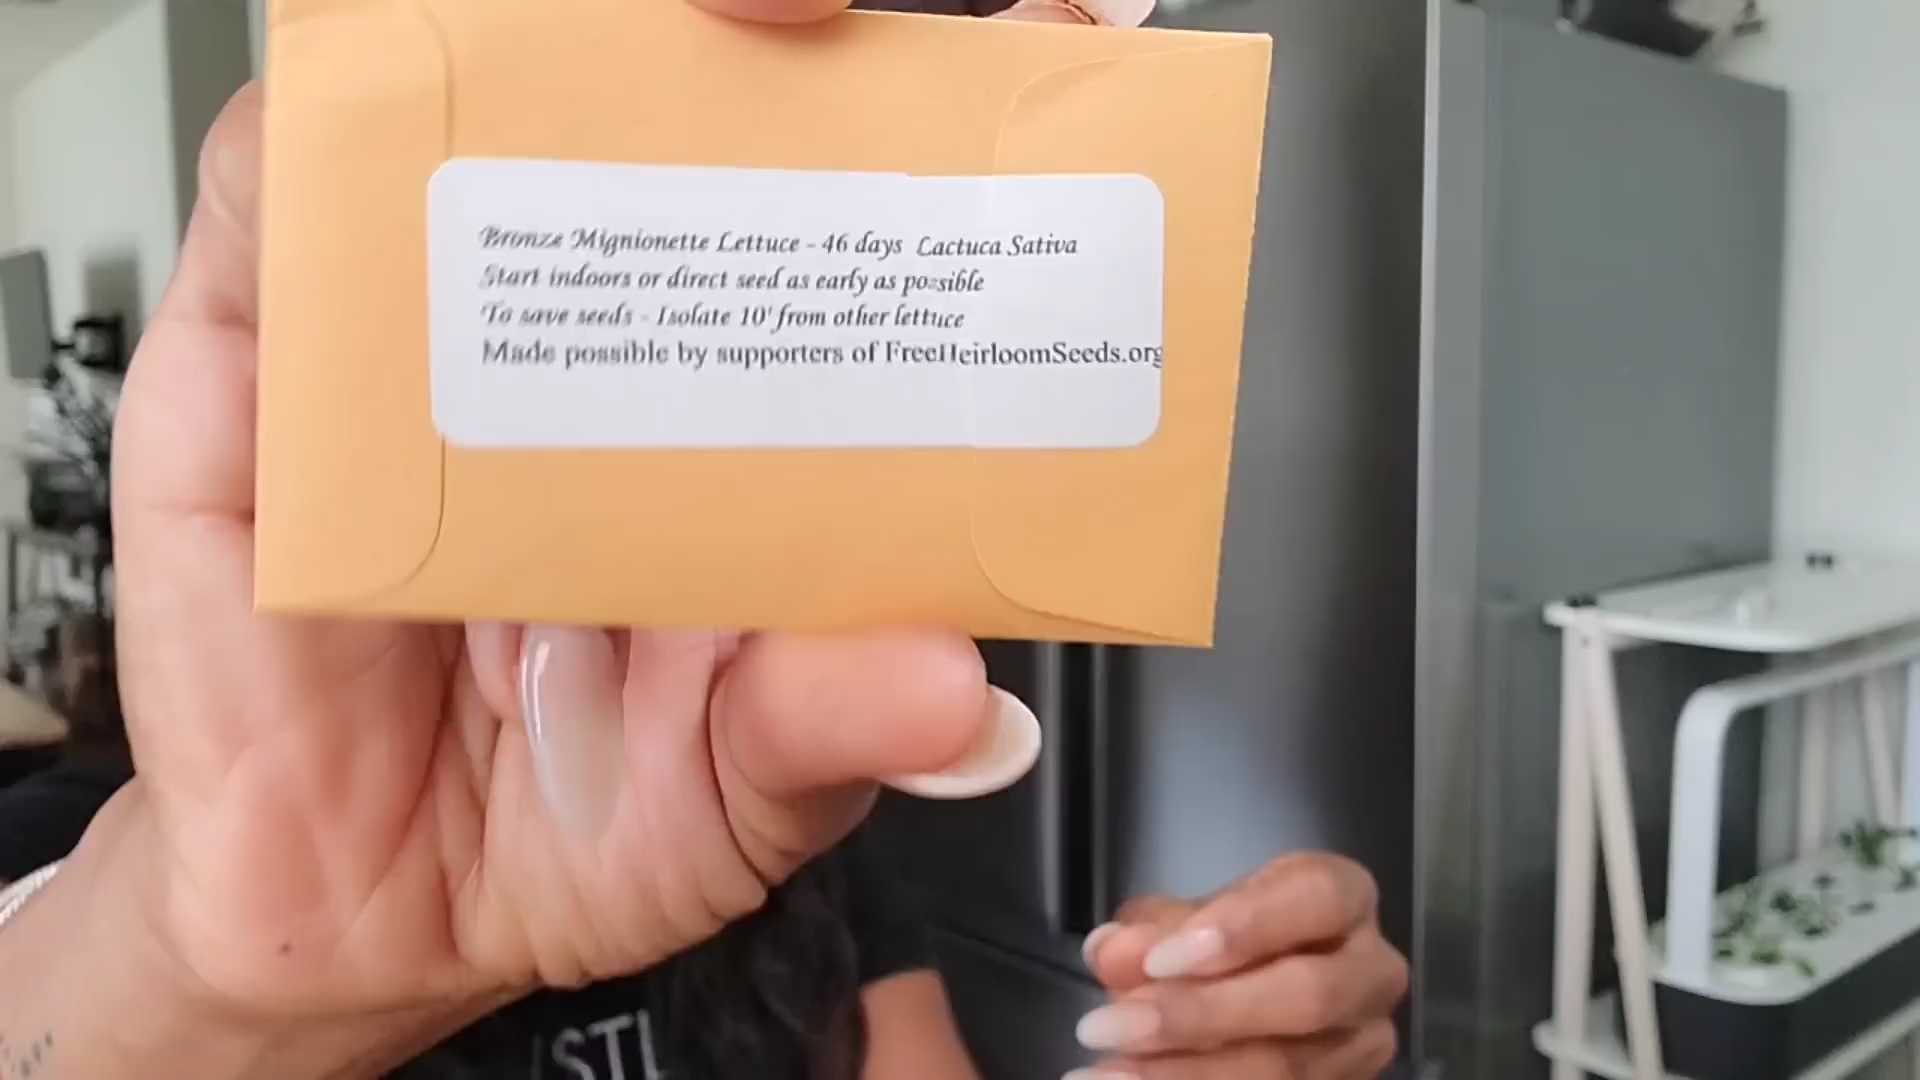 Bronze Mignionette Lettuce - 46 days Lactuca Sativa
Start indoors or direct seed as early as possible
To save seeds - Isolate 10' from other lettuce
Made possible by supporters of FreeHeirloomSeeds.org
STL